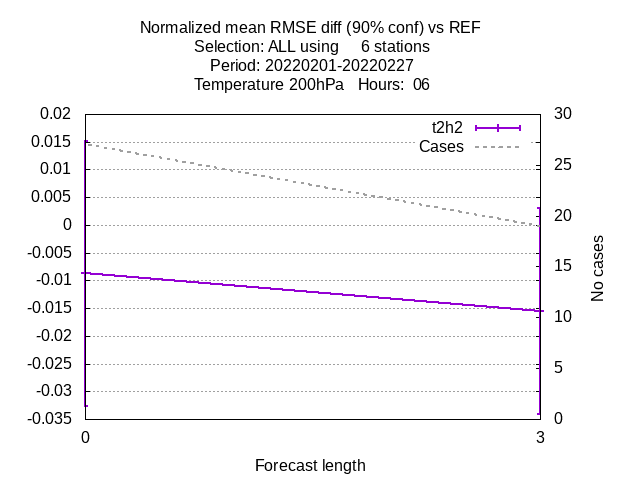 Normalized mean RMSE diff (90% conf) vs REF
Selection: ALL using     6 stations
Period: 20220201-20220227
Temperature 200hPa   Hours:  06
t2h2
Cases
0.02
0.015
0.01
0.005
0
-0.005
-0.01
-0.015
-0.02
-0.025
-0.03
-0.035
30
25
20
15
10
5
0
No cases
0
3
Forecast length